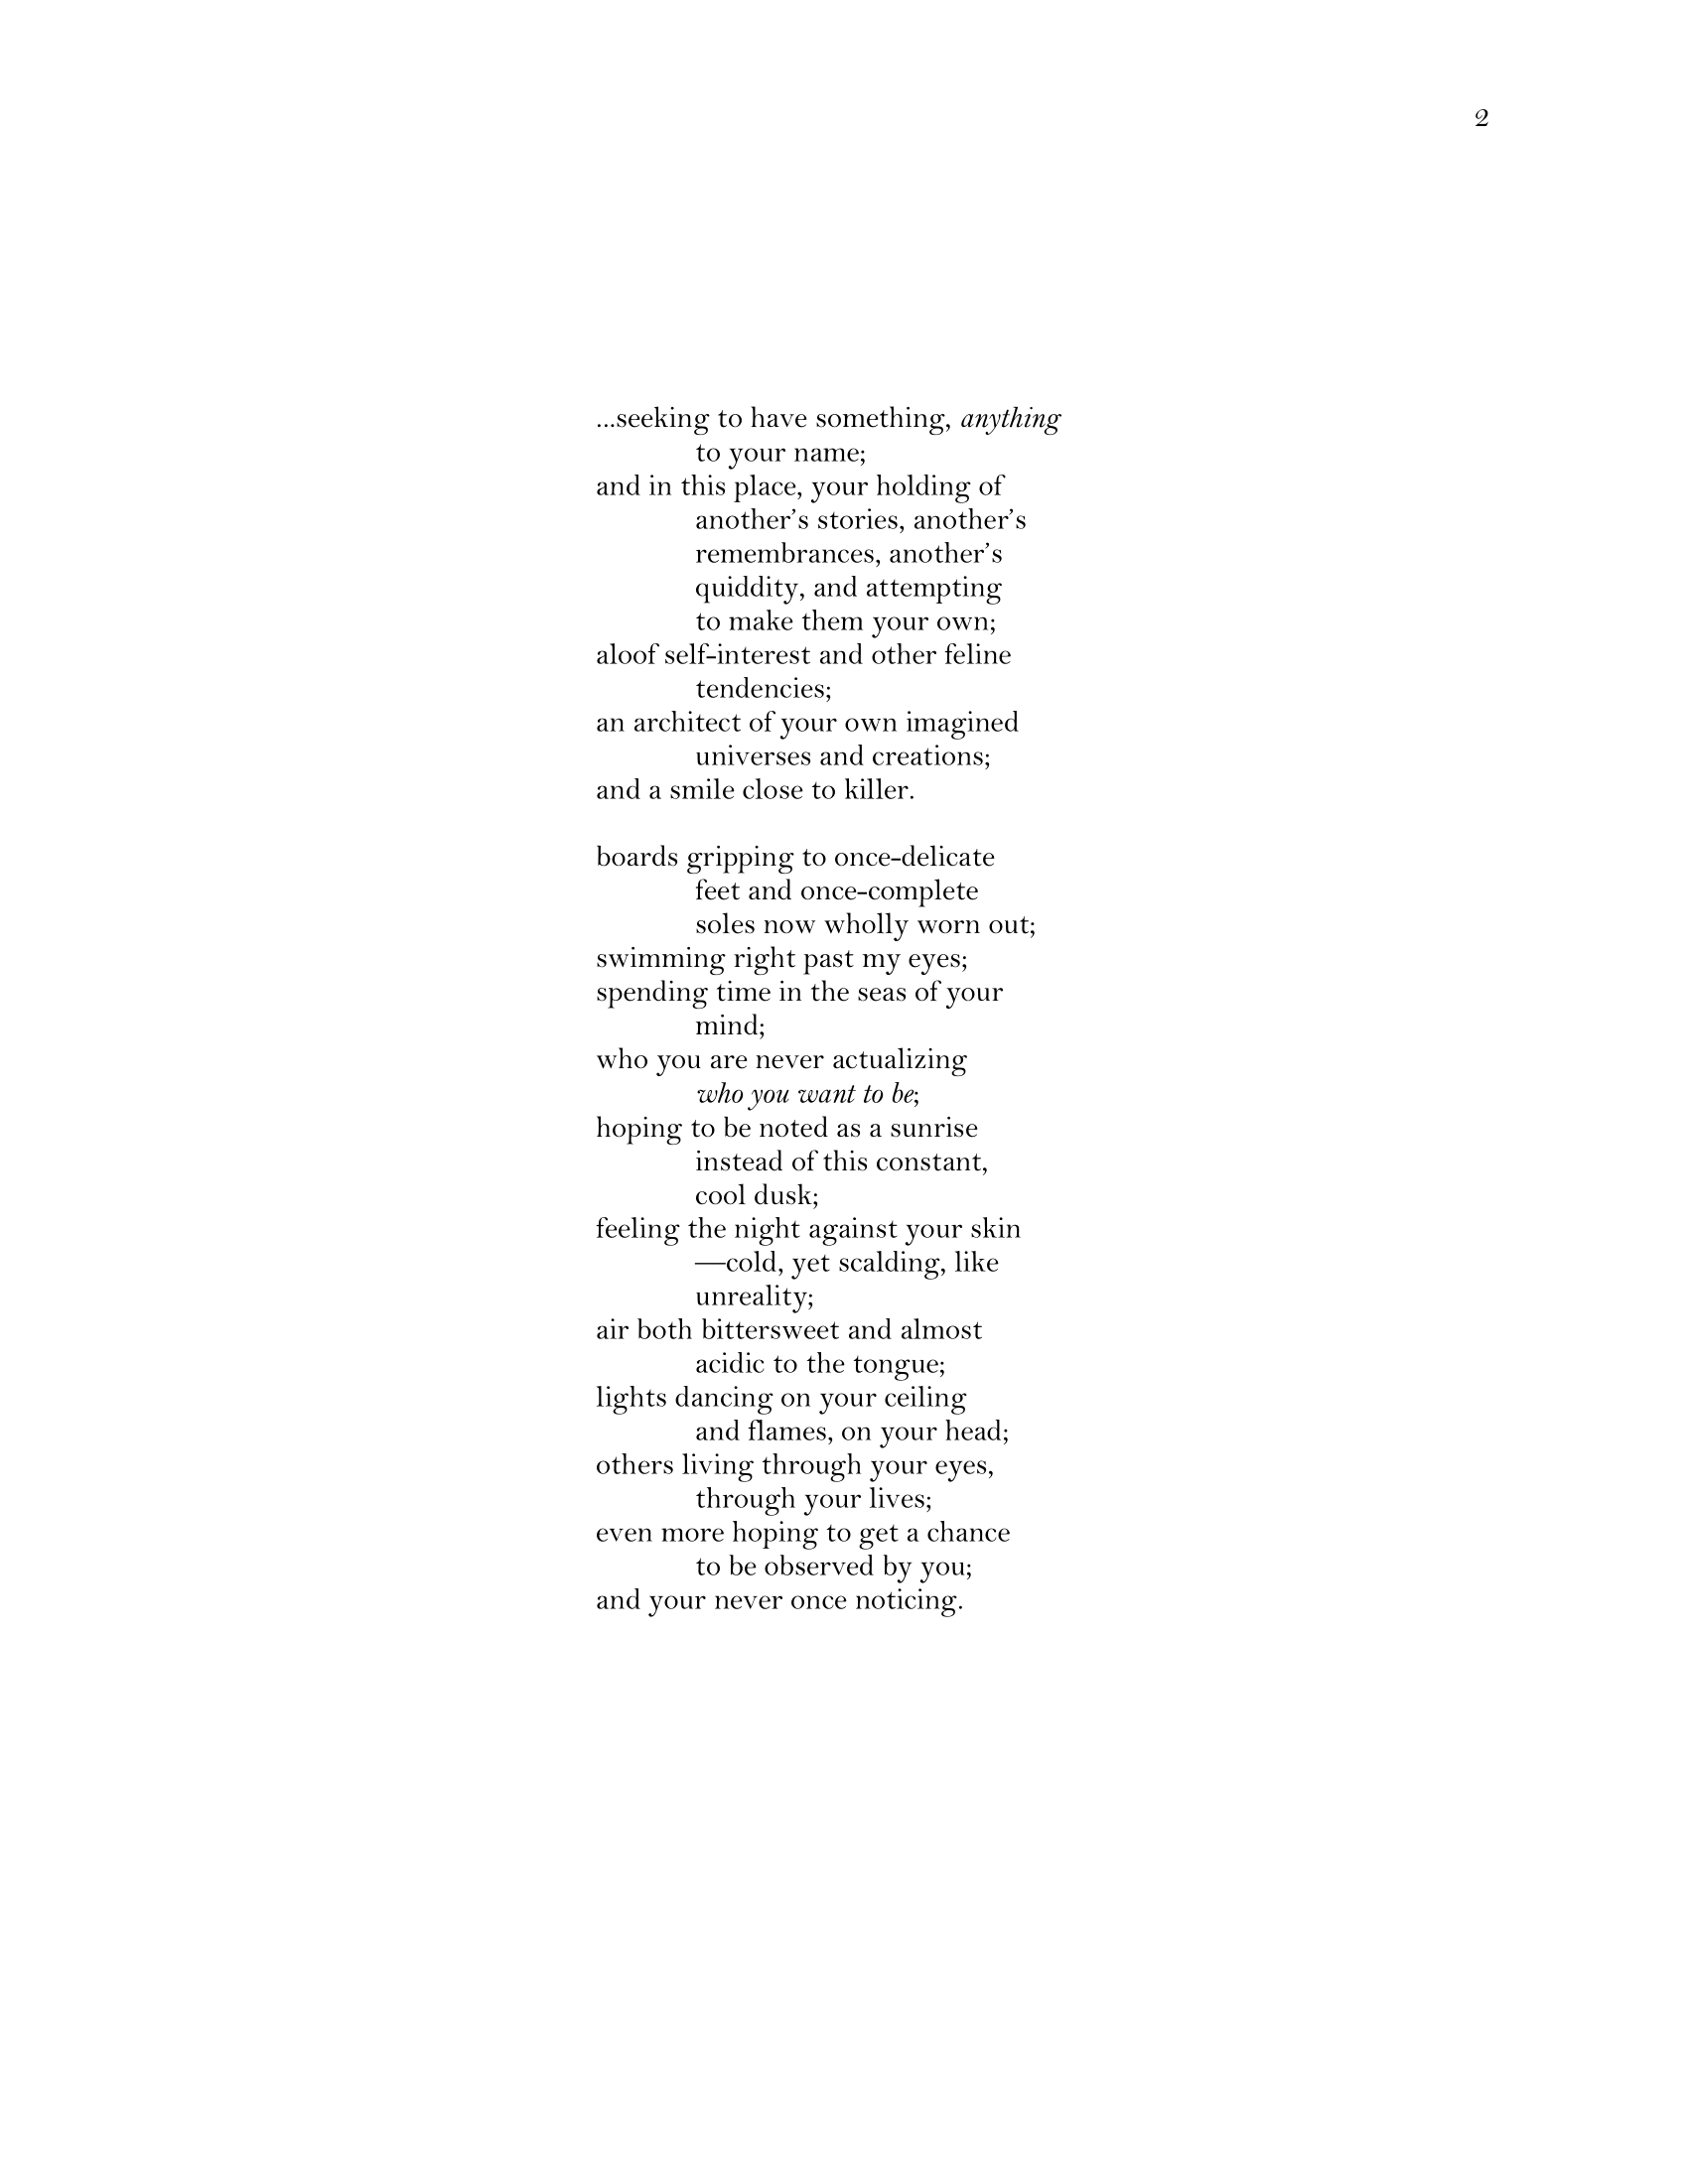 2
...seeking to have something, anything
to your name;
and in this place, your holding of
another’s stories, another’s
remembrances, another’s
quiddity, and attempting
to make them your own;
aloof self-interest and other feline
tendencies;
an architect of your own imagined
universes and creations;
and a smile close to killer.
boards gripping to once-delicate
feet and once-complete
soles now wholly worn out;
swimming right past my eyes;
spending time in the seas of your
mind;
who you are never actualizing
who you want to be;
hoping to be noted as a sunrise
instead of this constant,
cool dusk;
feeling the night against your skin
—cold, yet scalding, like
unreality;
air both bittersweet and almost
acidic to the tongue;
lights dancing on your ceiling
and flames, on your head;
others living through your eyes,
through your lives;
even more hoping to get a chance
to be observed by you;
and your never once noticing.